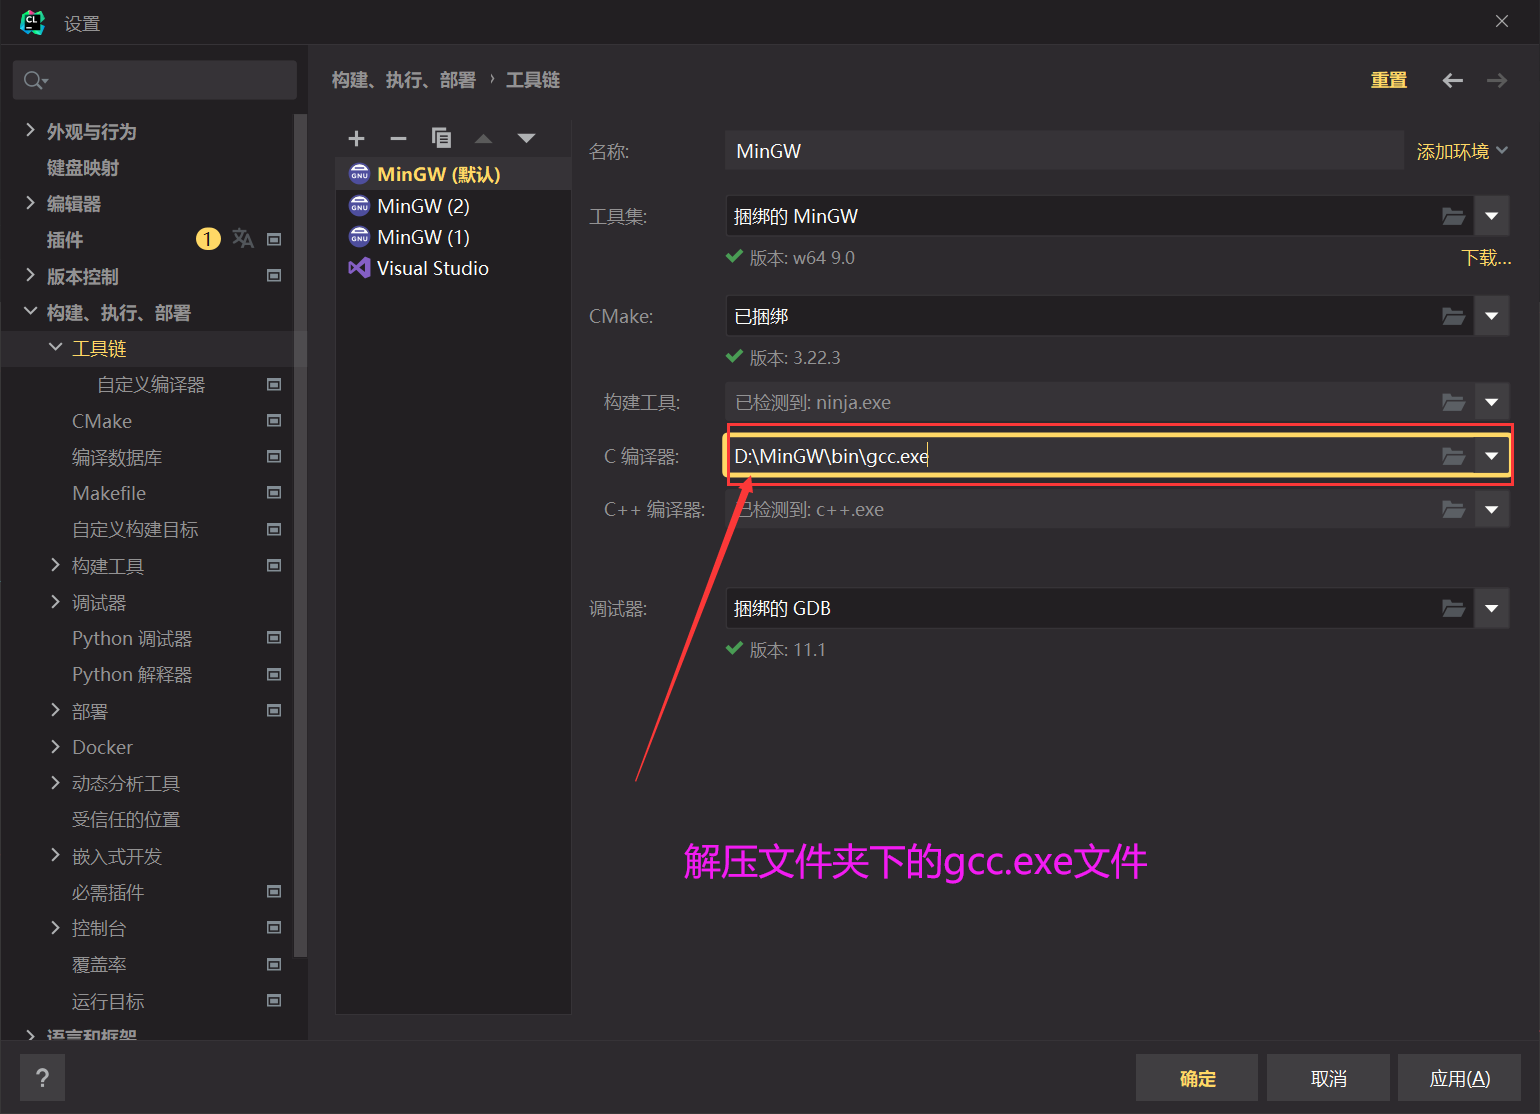 设置
外观与行为
键盘映射
编辑器
插件 1
版本控制
构建、执行、部署
工具链
自定义编译器
CMake
编译数据库
Makefile
自定义构建目标
构建工具
调试器
Python 调试器
Python 解释器
部署
Docker
动态分析工具
受信任的位置
嵌入式开发
必需插件
控制台
覆盖率
运行目标
语言和框架
构建、执行、部署 › 工具链
重置
MinGW (默认)
MinGW (2)
MinGW (1)
Visual Studio
名称: MinGW 添加环境
工具集: 捆绑的 MinGW
版本: w64 9.0 下载...
CMake: 已捆绑
版本: 3.22.3
构建工具: 已检测到: ninja.exe
C 编译器: D:\MinGW\bin\gcc.exe
C++ 编译器: 已检测到: c++.exe
调试器: 捆绑的 GDB
版本: 11.1
解压文件夹下的gcc.exe文件
?
确定 取消 应用(A)